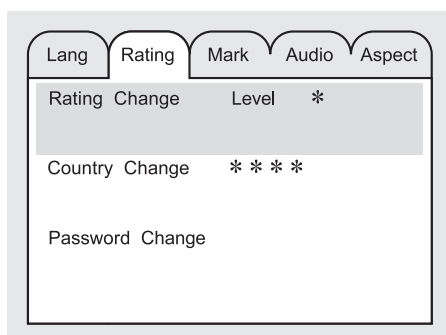 Lang Rating Mark Audio Aspect
Rating Change Level *
Country Change * * * *
Password Change